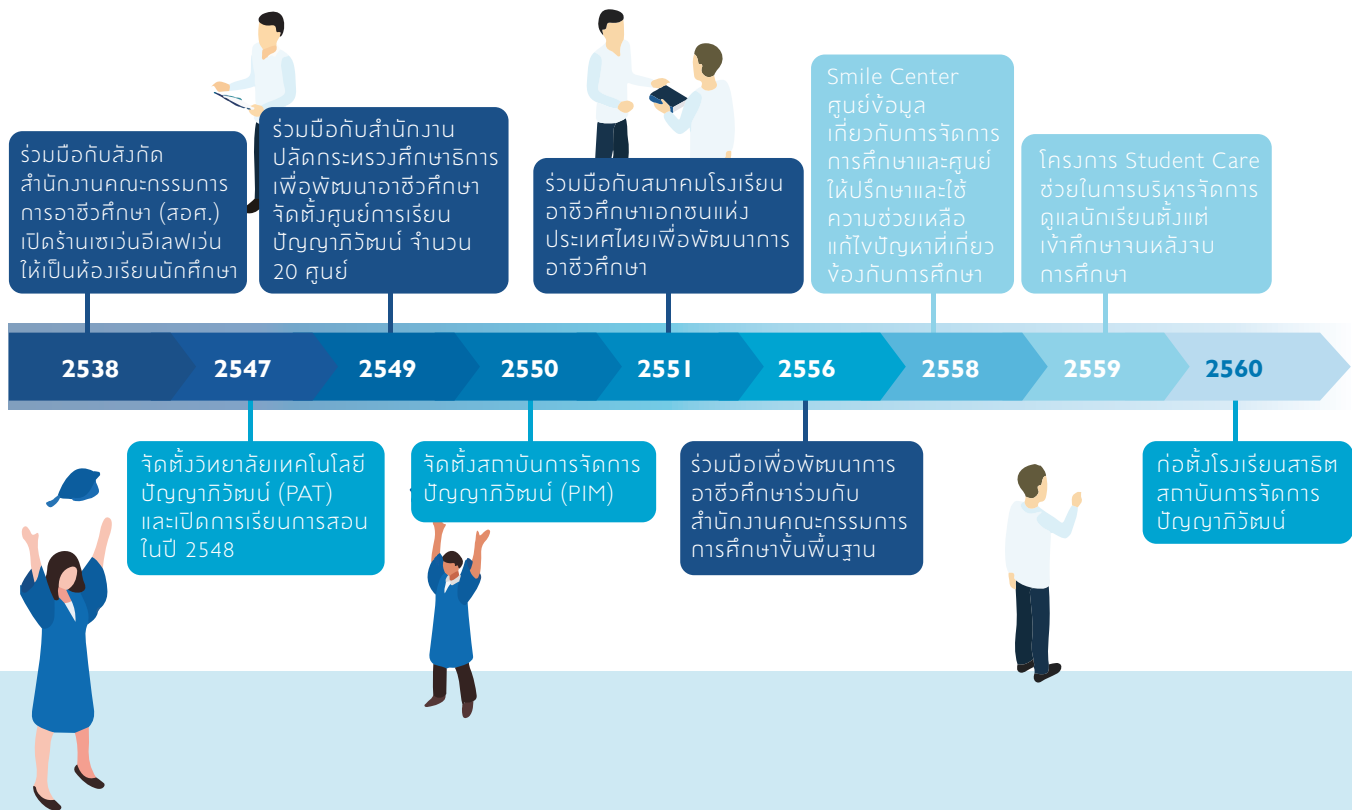 ร่วมมือกับสังกัด
สำนักงานคณะกรรมการ
การอาชีวศึกษา (สอศ.)
เปิดร้านเซเว่นอีเลฟเว่น
ให้เป็นห้องเรียนนักศึกษา
ร่วมมือกับสำนักงาน
ปลัดกระทรวงศึกษาธิการ
เพื่อพัฒนาอาชีวศึกษา
จัดตั้งศูนย์การเรียน
ปัญญาภิวัฒน์ จำนวน
20 ศูนย์
ร่วมมือกับสมาคมโรงเรียน
อาชีวศึกษาเอกชนแห่ง
ประเทศไทยเพื่อพัฒนาการ
อาชีวศึกษา
Smile Center
ศูนย์ข้อมูล
เกี่ยวกับการจัดการ
การศึกษาและศูนย์
ให้ปรึกษาและใช้
ความช่วยเหลือ
แก้ไขปัญหาที่เกี่ยว
ข้องกับการศึกษา
โครงการ Student Care
ช่วยในการบริหารจัดการ
ดูแลนักเรียนตั้งแต่
เข้าศึกษาจนหลังจบ
การศึกษา
2538 2547 2549 2550 2551 2556 2558 2559 2560
จัดตั้งวิทยาลัยเทคโนโลยี
ปัญญาภิวัฒน์ (PAT)
และเปิดการเรียนการสอน
ในปี 2548
จัดตั้งสถาบันการจัดการ
ปัญญาภิวัฒน์ (PIM)
ร่วมมือเพื่อพัฒนาการ
อาชีวศึกษาร่วมกับ
สำนักงานคณะกรรมการ
การศึกษาขั้นพื้นฐาน
ก่อตั้งโรงเรียนสาธิต
สถาบันการจัดการ
ปัญญาภิวัฒน์